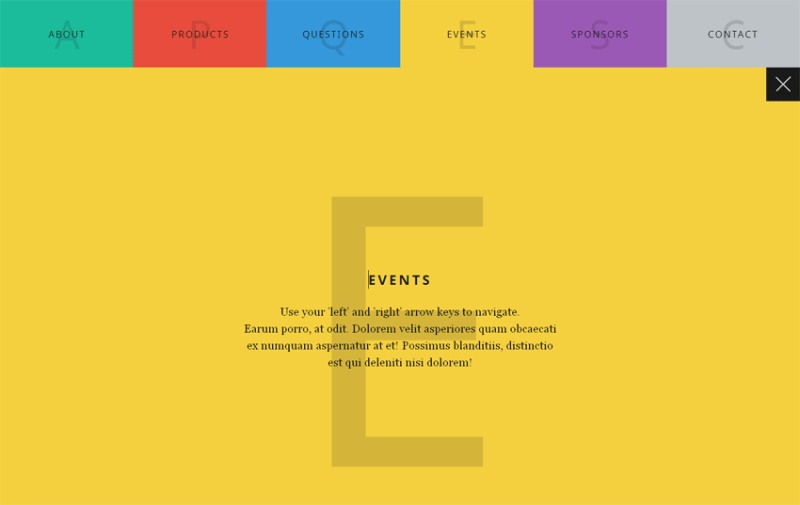 ABOUT PRODUCTS QUESTIONS EVENTS SPONSORS CONTACT
A P Q E S C
E
EVENTS
Use your 'left' and 'right' arrow keys to navigate.
Earum porro, at odit. Dolorem velit asperiores quam obcaecati
ex numquam aspernatur at et! Possimus blanditiis, distinctio
est qui deleniti nisi dolorem!